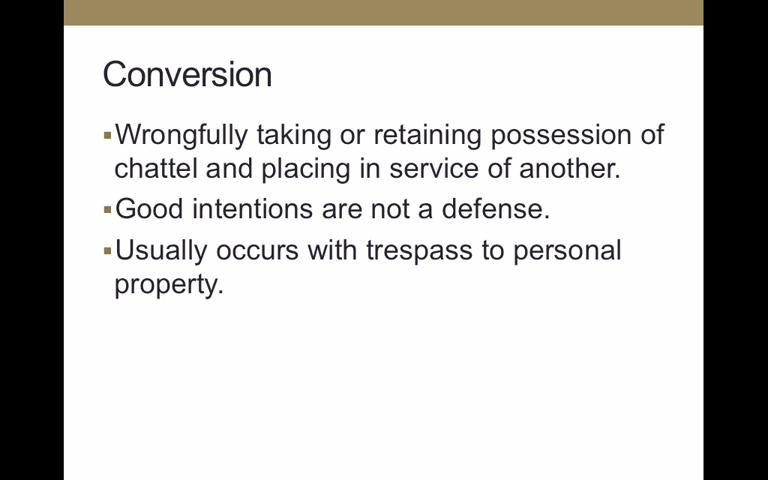 Conversion
▪Wrongfully taking or retaining possession of
chattel and placing in service of another.
▪Good intentions are not a defense.
▪Usually occurs with trespass to personal
property.